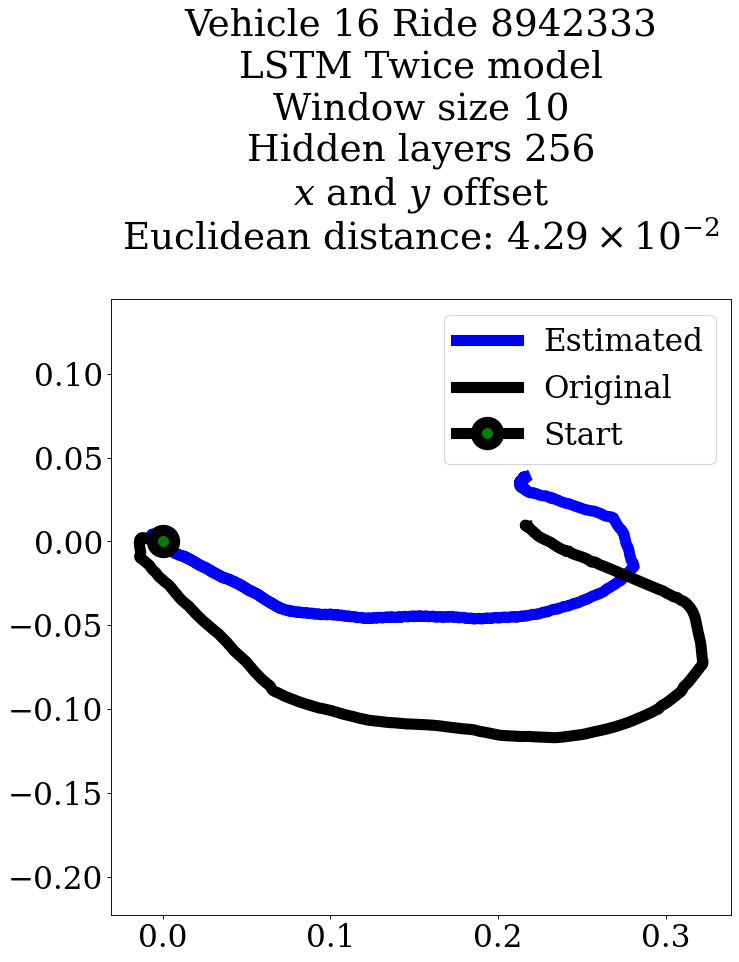 Vehicle 16 Ride 8942333
LSTM Twice model
Window size 10
Hidden layers 256
x and y offset
Euclidean distance: 4.29 × 10⁻²
Estimated
Original
Start
0.10
0.05
0.00
−0.05
−0.10
−0.15
−0.20
0.0 0.1 0.2 0.3